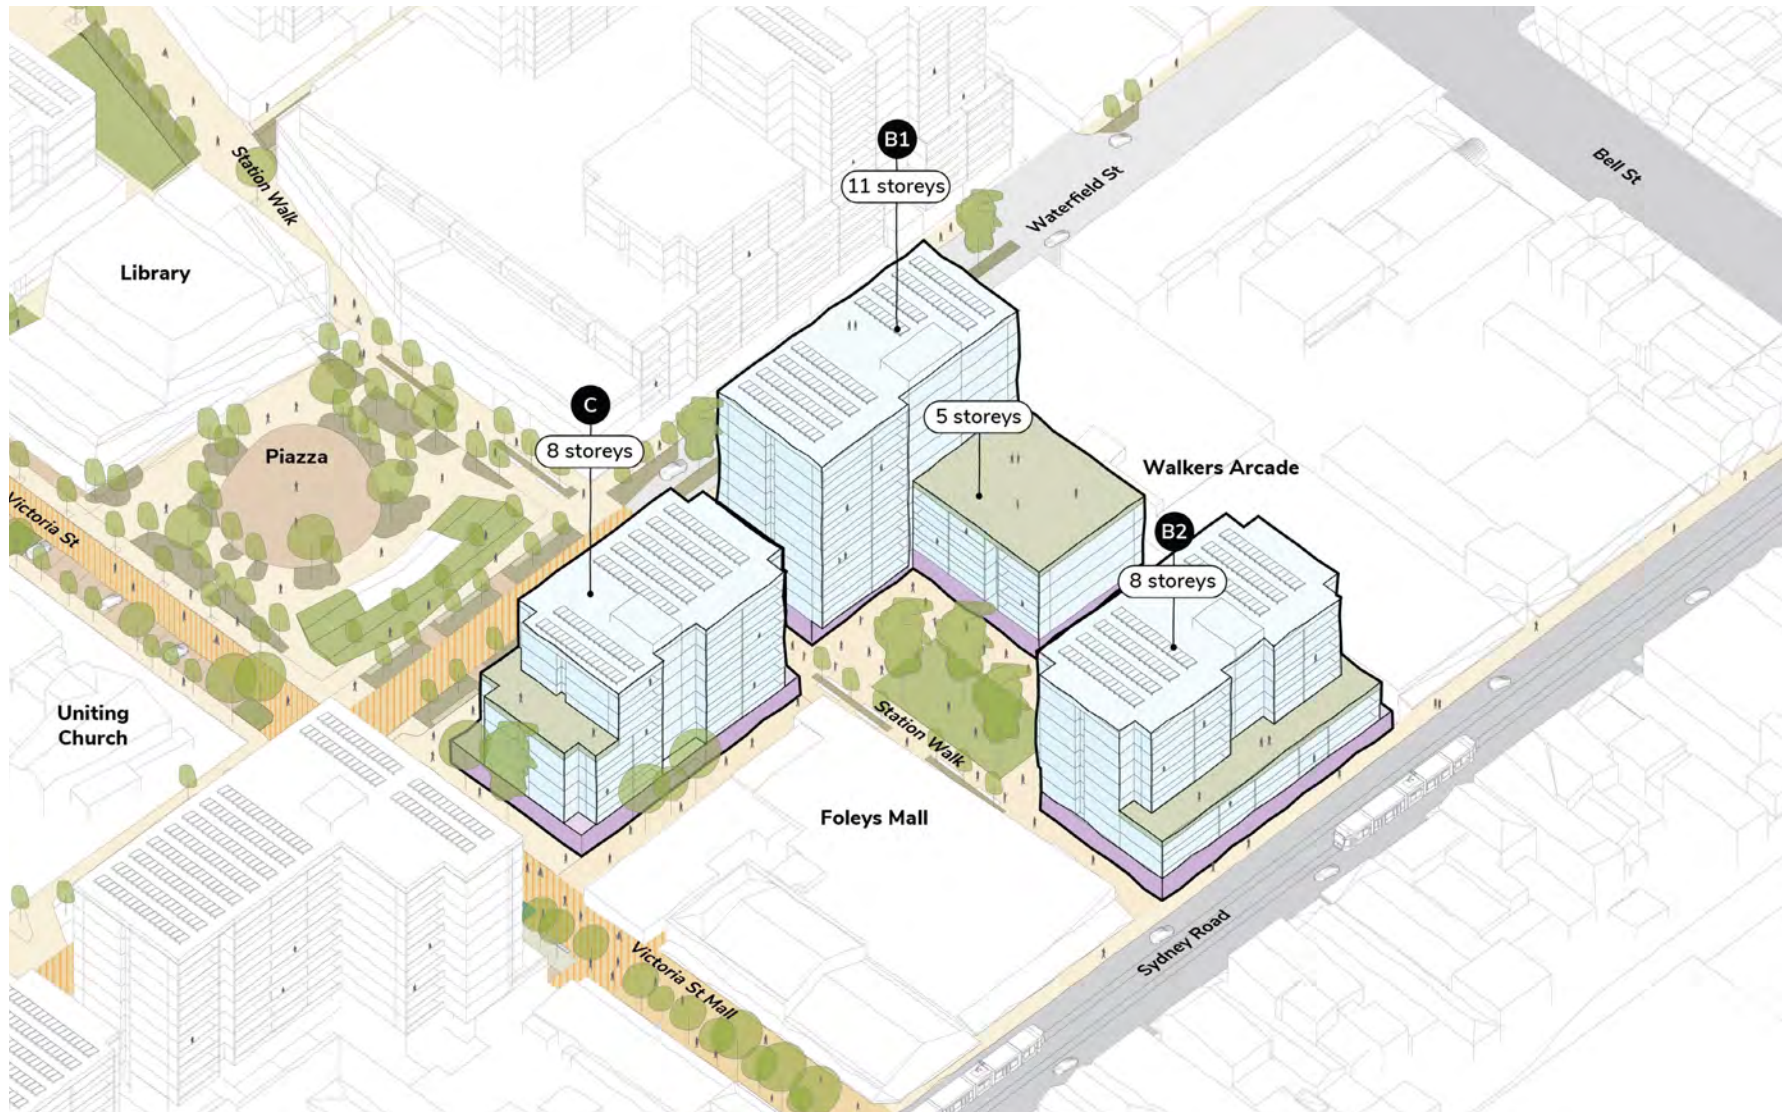 B1
11 storeys
Bell St
Station Walk
Waterfield St
Library
C
5 storeys
8 storeys
Piazza
Walkers Arcade
Victoria St
B2
8 storeys
Uniting
Church
Station Walk
Foleys Mall
Sydney Road
Victoria St Mall